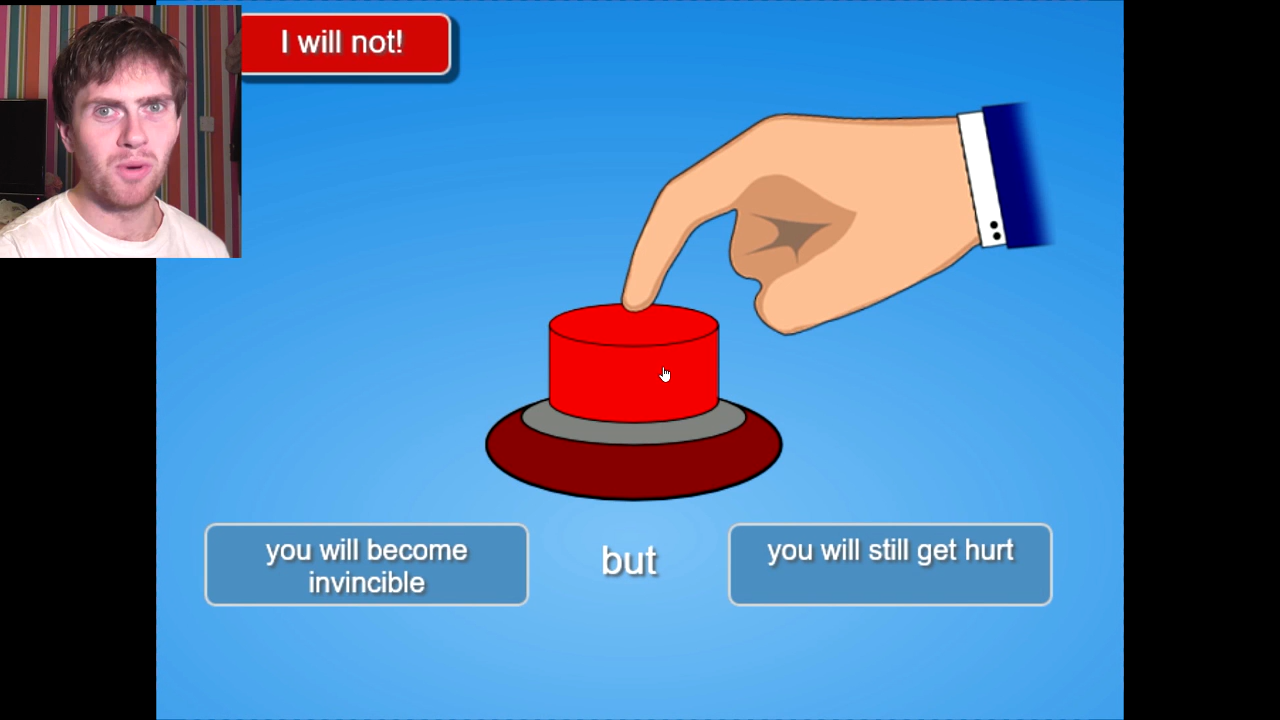 I will not!
you will become
invincible
but
you will still get hurt